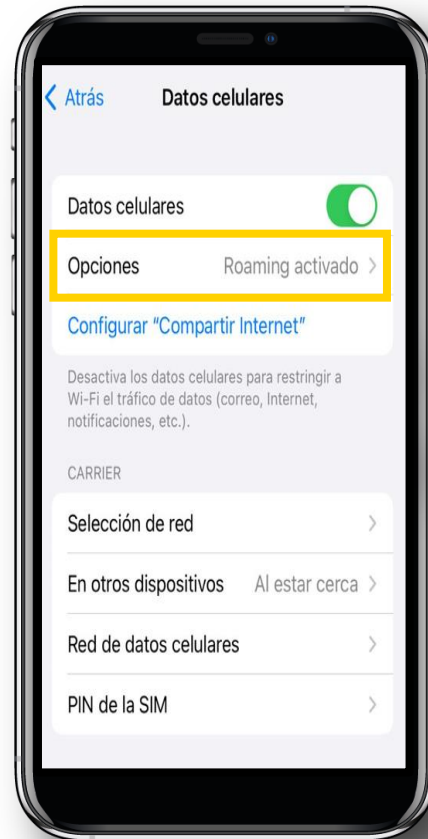 Atrás Datos celulares
Datos celulares
Opciones Roaming activado
Configurar “Compartir Internet”
Desactiva los datos celulares para restringir a
Wi-Fi el tráfico de datos (correo, Internet,
notificaciones, etc.).
CARRIER
Selección de red
En otros dispositivos Al estar cerca
Red de datos celulares
PIN de la SIM